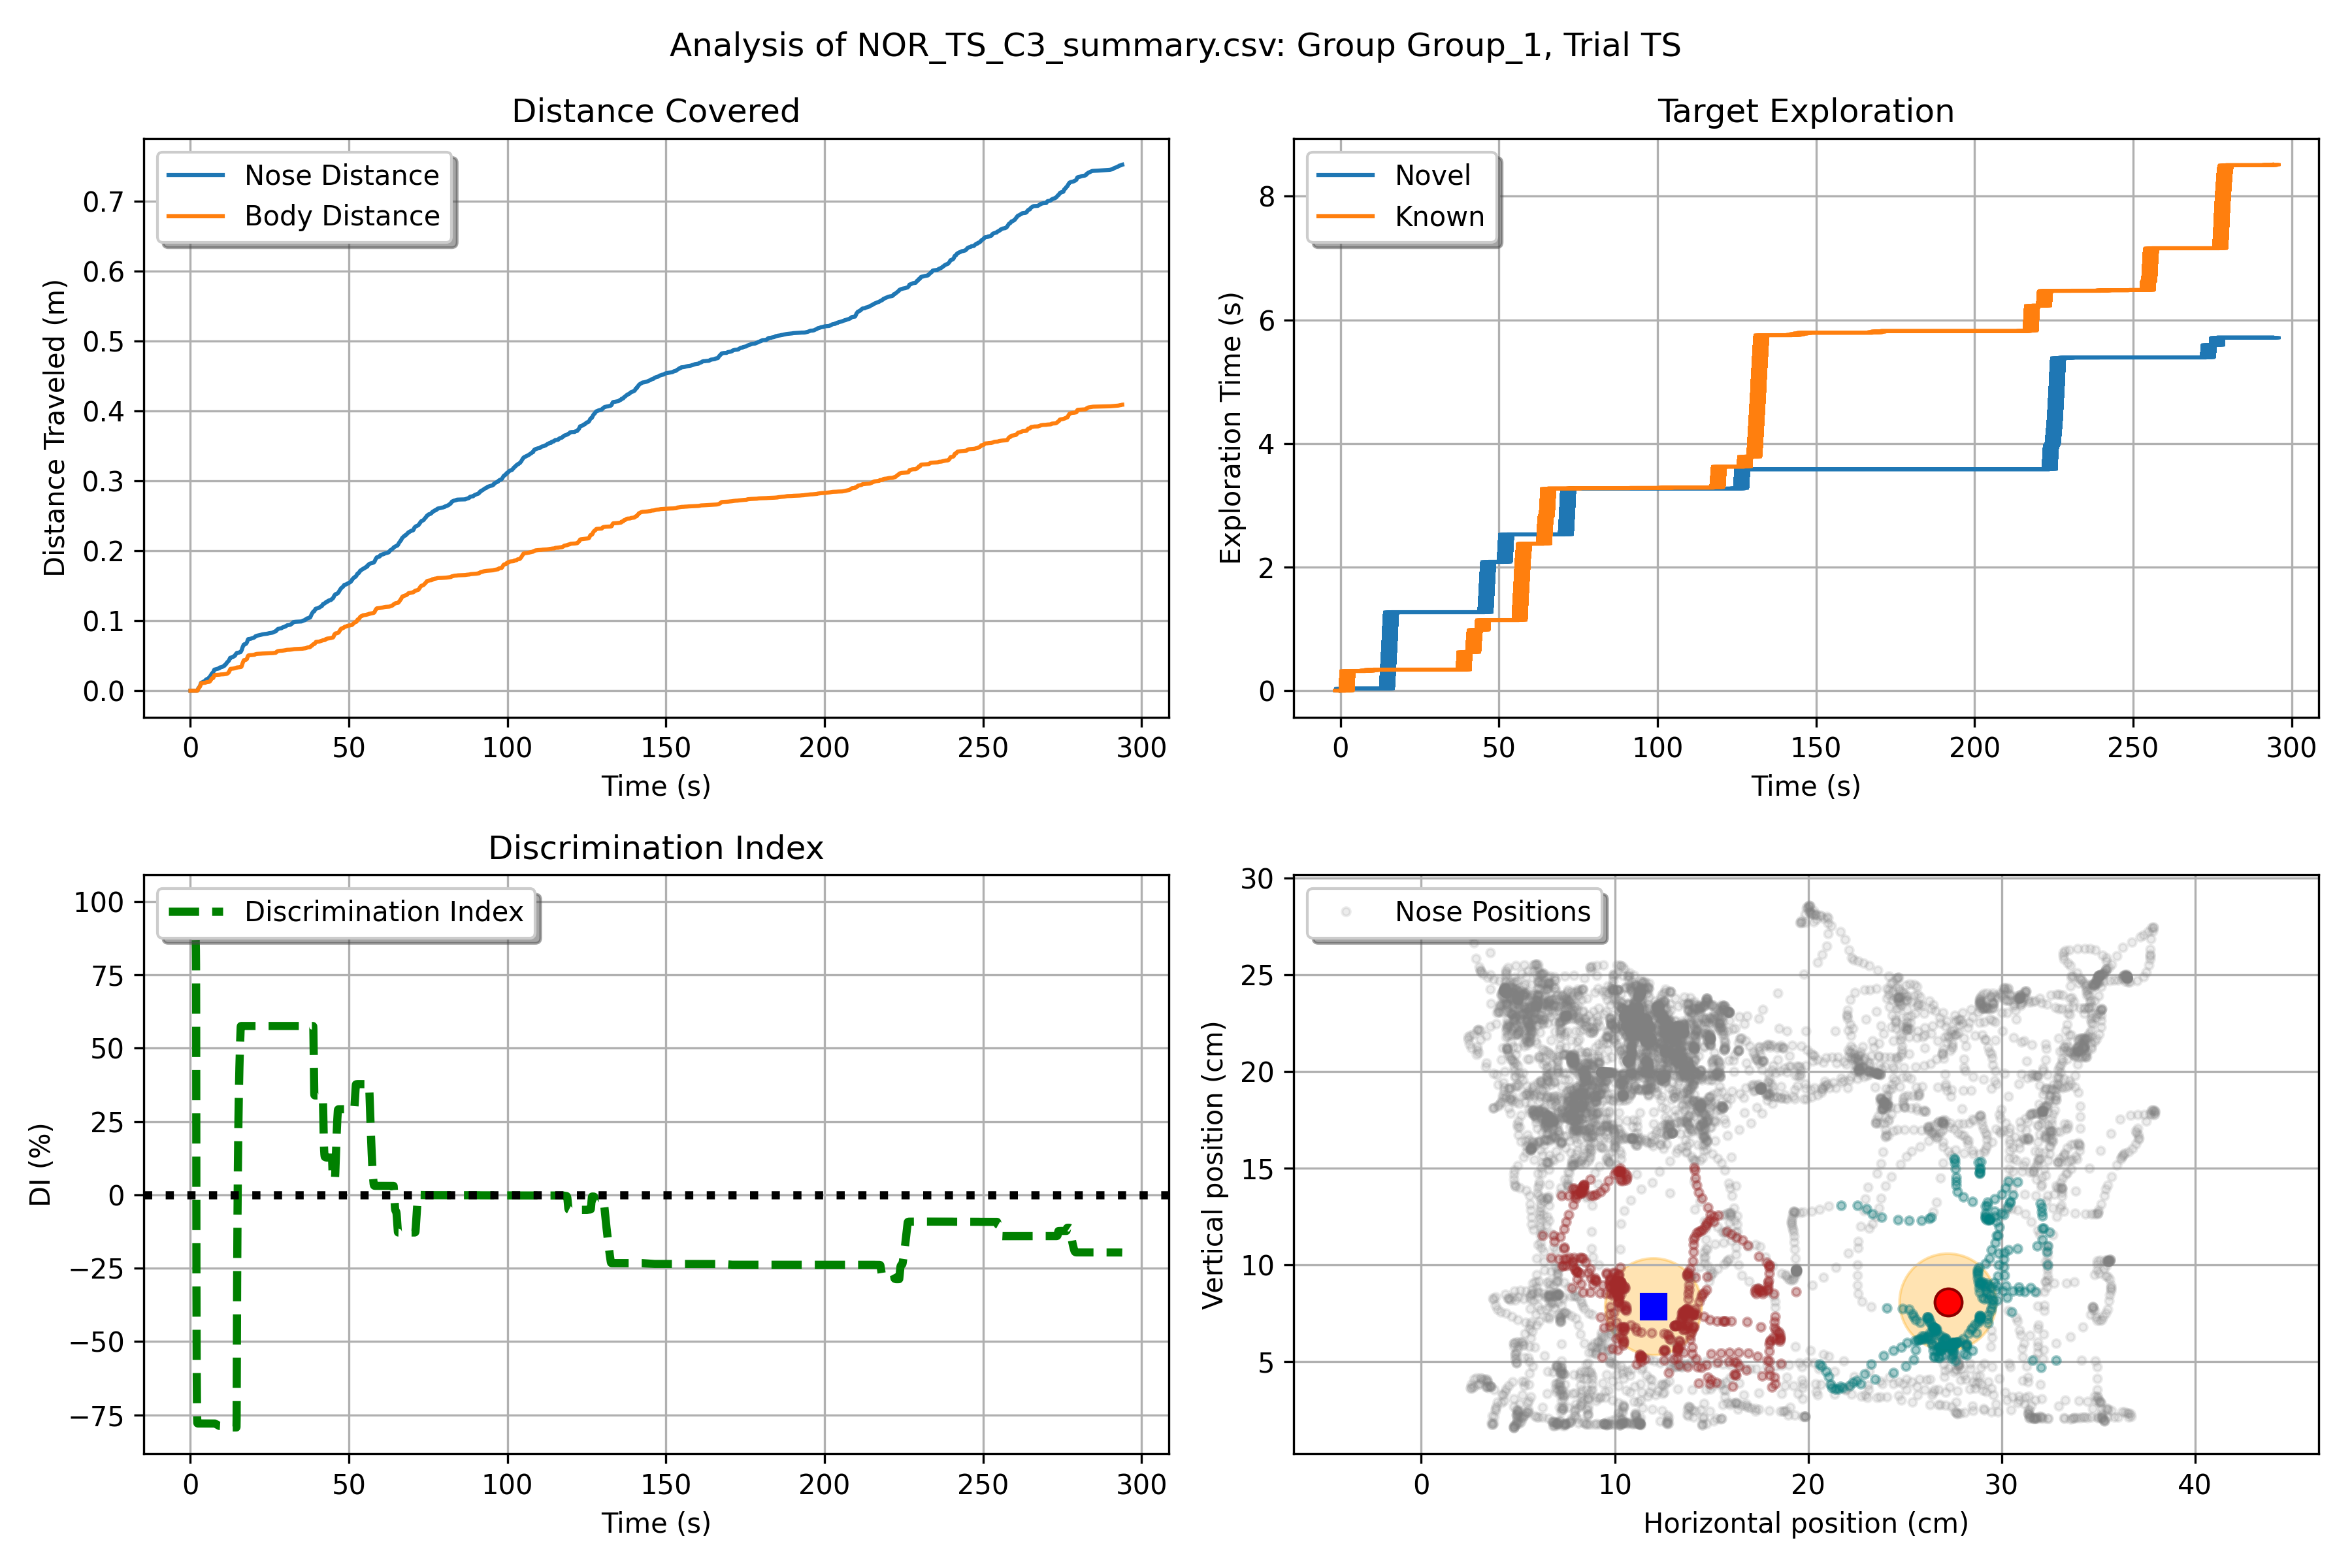 Analysis of NOR_TS_C3_summary.csv: Group Group_1, Trial TS
Distance Covered
Nose Distance
Body Distance
Distance Traveled (m)
0.7
0.6
0.5
0.4
0.3
0.2
0.1
0.0
0 50 100 150 200 250 300
Time (s)
Target Exploration
Novel
Known
Exploration Time (s)
8
6
4
2
0
0 50 100 150 200 250 300
Time (s)
Discrimination Index
Discrimination Index
DI (%)
100
75
50
25
0
−25
−50
−75
0 50 100 150 200 250 300
Time (s)
Nose Positions
Vertical position (cm)
30
25
20
15
10
5
0 10 20 30 40
Horizontal position (cm)